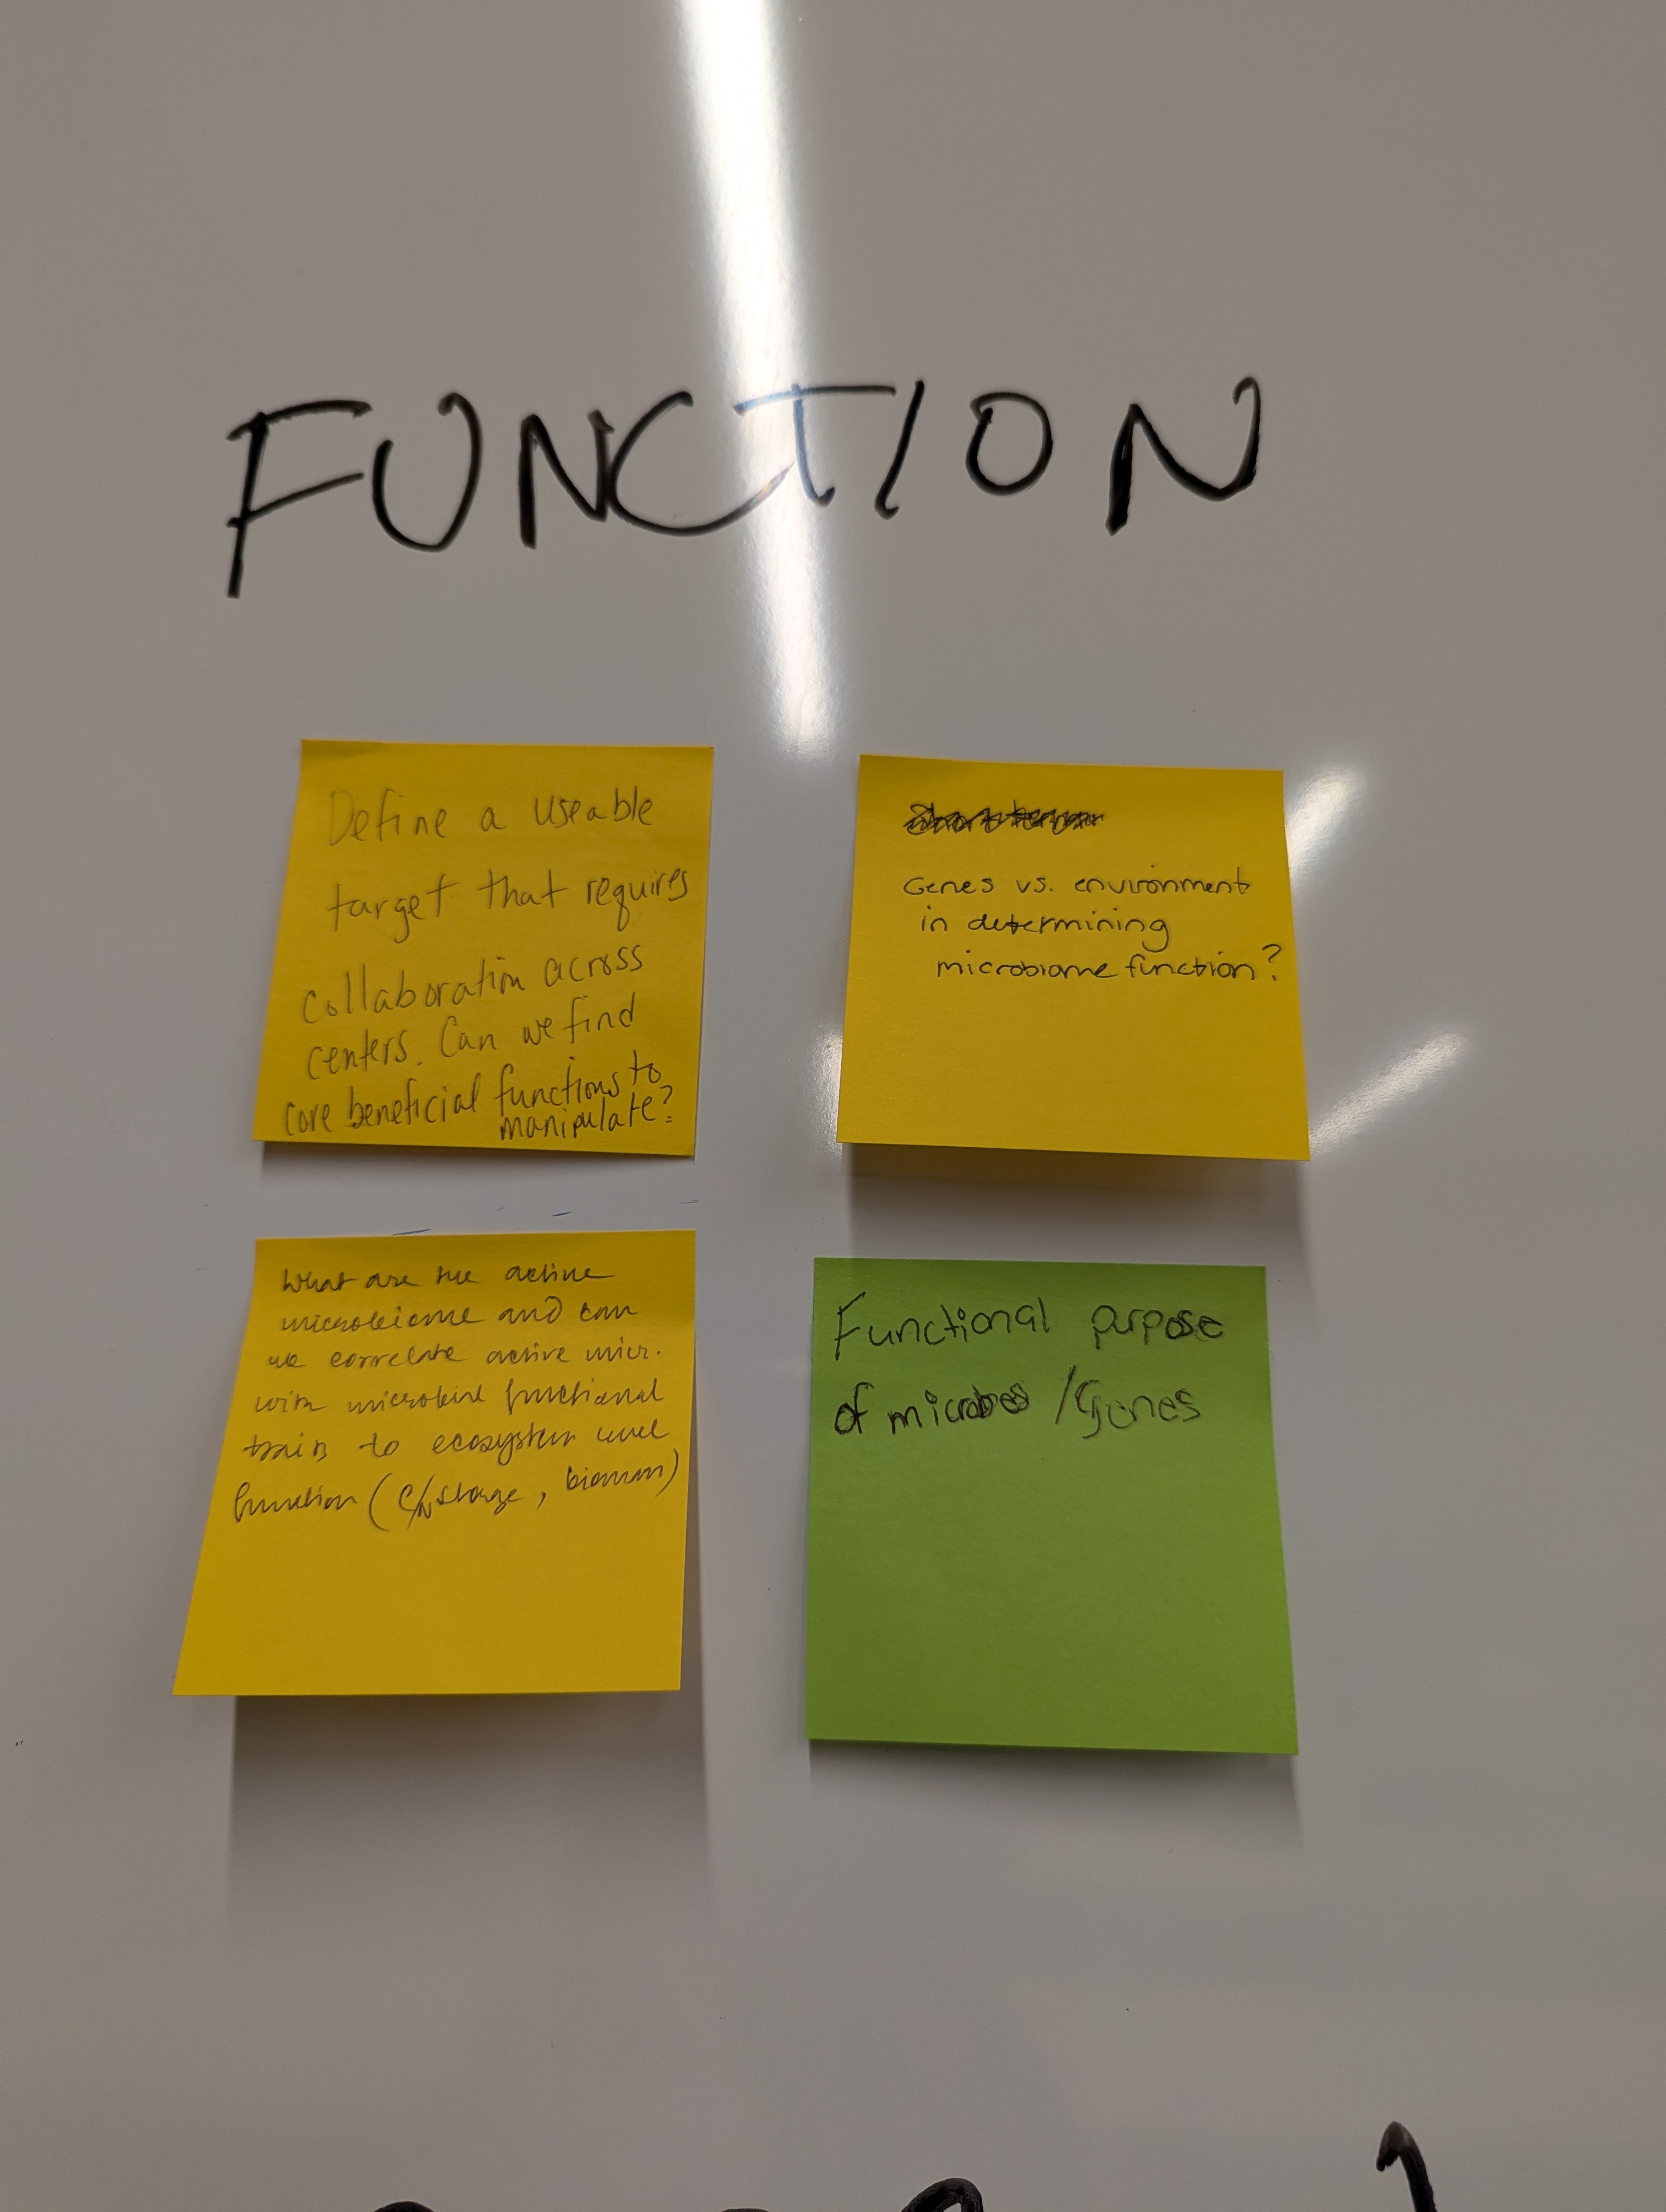 FUNCTION
Define a useable
target that requires
collaboration across
centers. Can we find
core beneficial functions to
manipulate?
Genes vs. environment
in determining
microbiome function?
What are the active
microbiome and can
we correlate active micr.
with microbial functional
traits to ecosystem level
function (C/N storage, biomass)
Functional purpose
of microbes / Genes